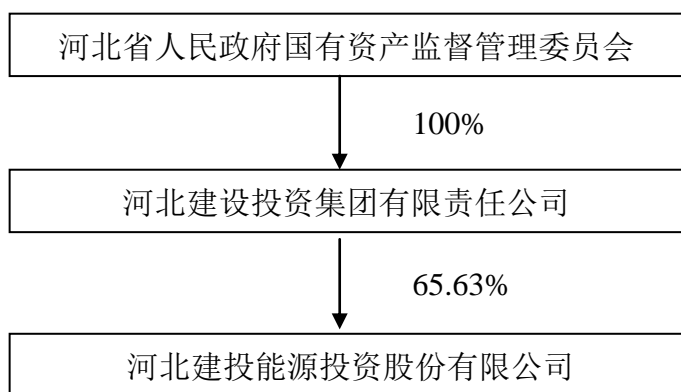 河北省人民政府国有资产监督管理委员会
100%
河北建设投资集团有限责任公司
65.63%
河北建投能源投资股份有限公司